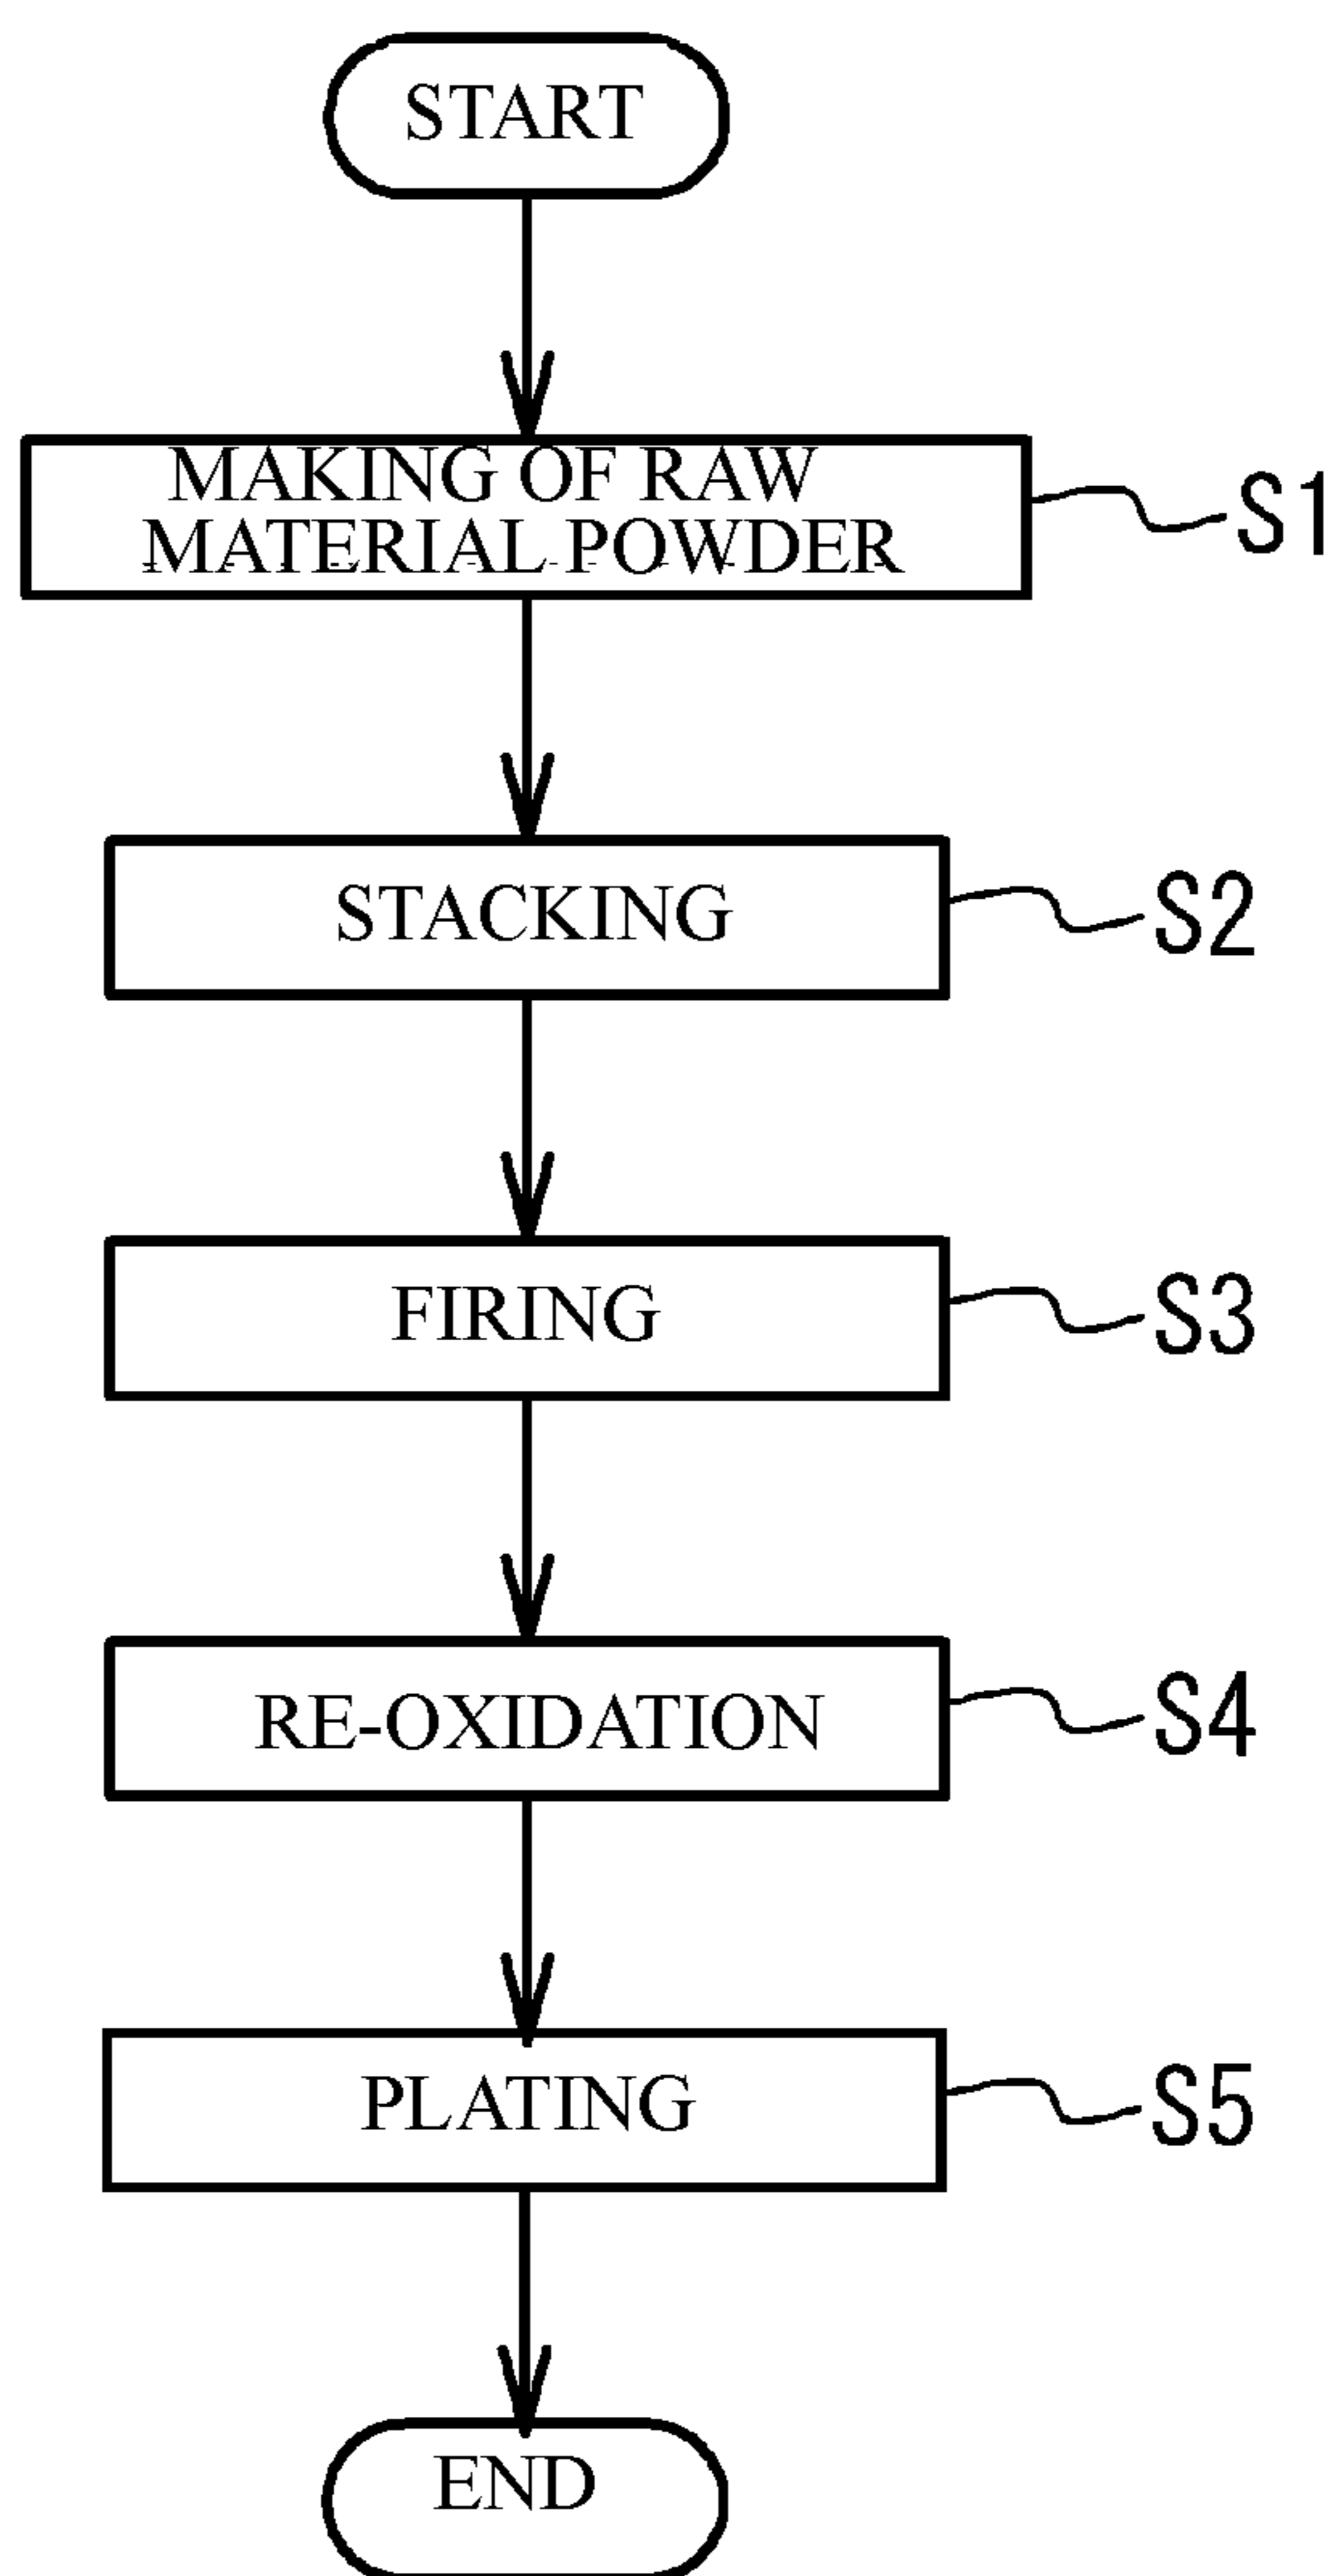 START
MAKING OF RAW
MATERIAL POWDER
S1
STACKING
S2
FIRING
S3
RE-OXIDATION
S4
PLATING
S5
END